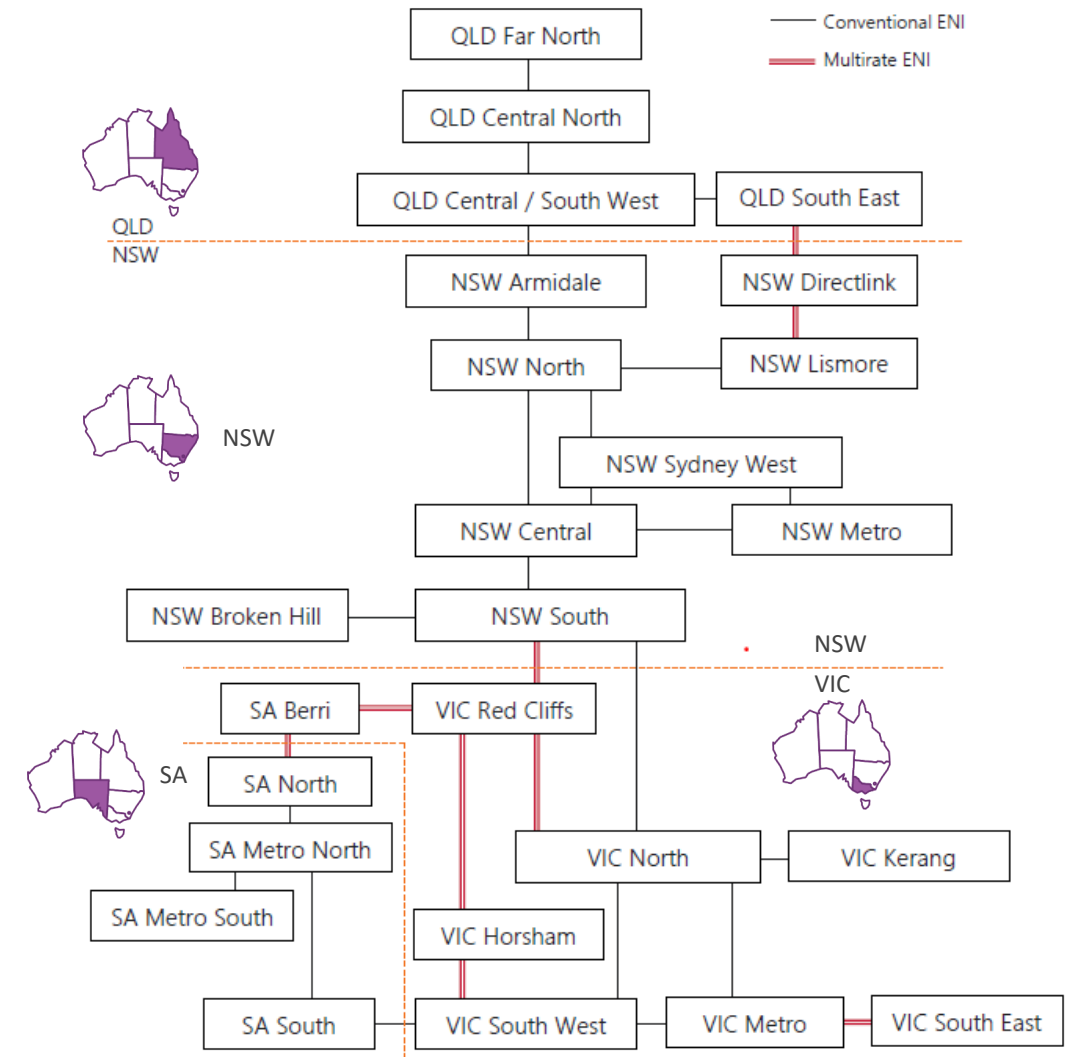 QLD Far North
Conventional ENI
Multirate ENI
QLD Central North
QLD Central / South West
QLD South East
QLD
NSW
NSW Armidale
NSW Directlink
NSW North
NSW Lismore
NSW
NSW Sydney West
NSW Central
NSW Metro
NSW Broken Hill
NSW South
NSW
VIC
SA Berri
VIC Red Cliffs
SA
SA North
SA Metro North
VIC North
VIC Kerang
SA Metro South
VIC Horsham
SA South
VIC South West
VIC Metro
VIC South East